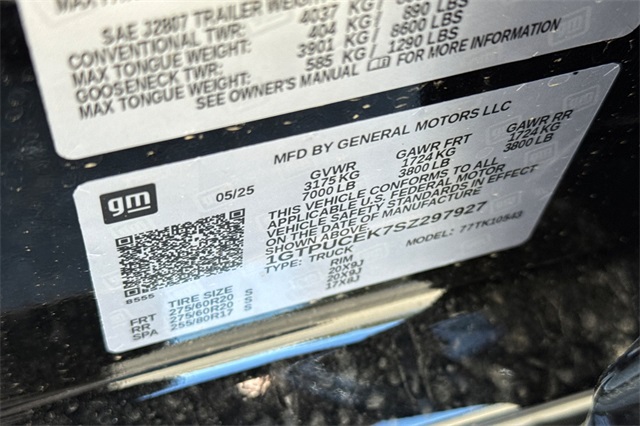 SAE J2807 TRAILER WEIGHT
CONVENTIONAL TWR: 4037 KG / 8900 LBS
MAX TONGUE WEIGHT: 404 KG / 890 LBS
GOOSENECK TWR: 3901 KG / 8600 LBS
MAX TONGUE WEIGHT: 585 KG / 1290 LBS
SEE OWNER'S MANUAL gm FOR MORE INFORMATION
MFD BY GENERAL MOTORS LLC
gm
05/25
GVWR GAWR FRT GAWR RR
3175 KG 1724 KG 1724 KG
7000 LB 3800 LB 3800 LB
THIS VEHICLE CONFORMS TO ALL
APPLICABLE U.S. FEDERAL MOTOR
VEHICLE SAFETY STANDARDS IN EFFECT
ON THE DATE OF MANUFACTURE
SHOWN ABOVE.
1GTPUCEK7SZ297927
TYPE: TRUCK MODEL: 77TK10543
B555
TIRE SIZE RIM
FRT 275/60R20 S 20X9J
RR 275/60R20 S 20X9J
SPA 255/80R17 S 17X8J